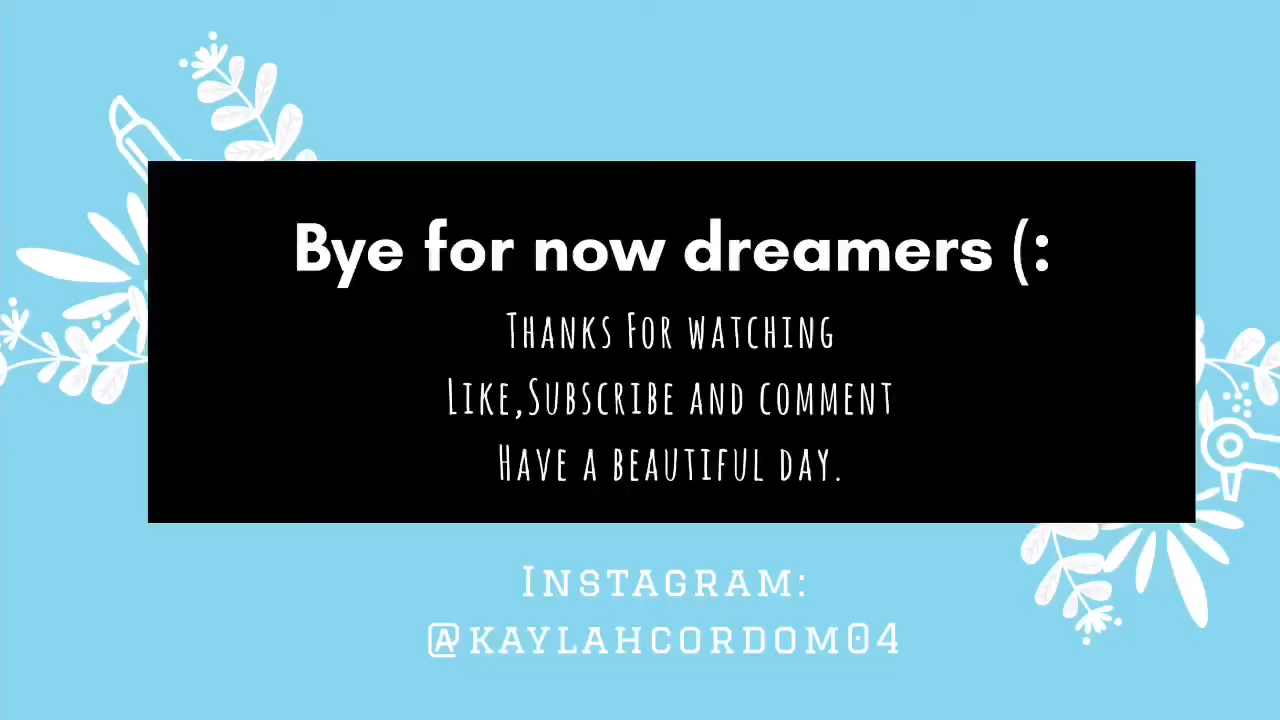 Bye for now dreamers (:
Thanks For watching
Like,Subscribe and comment
Have a beautiful day.
Instagram:
@kaylahcordom04